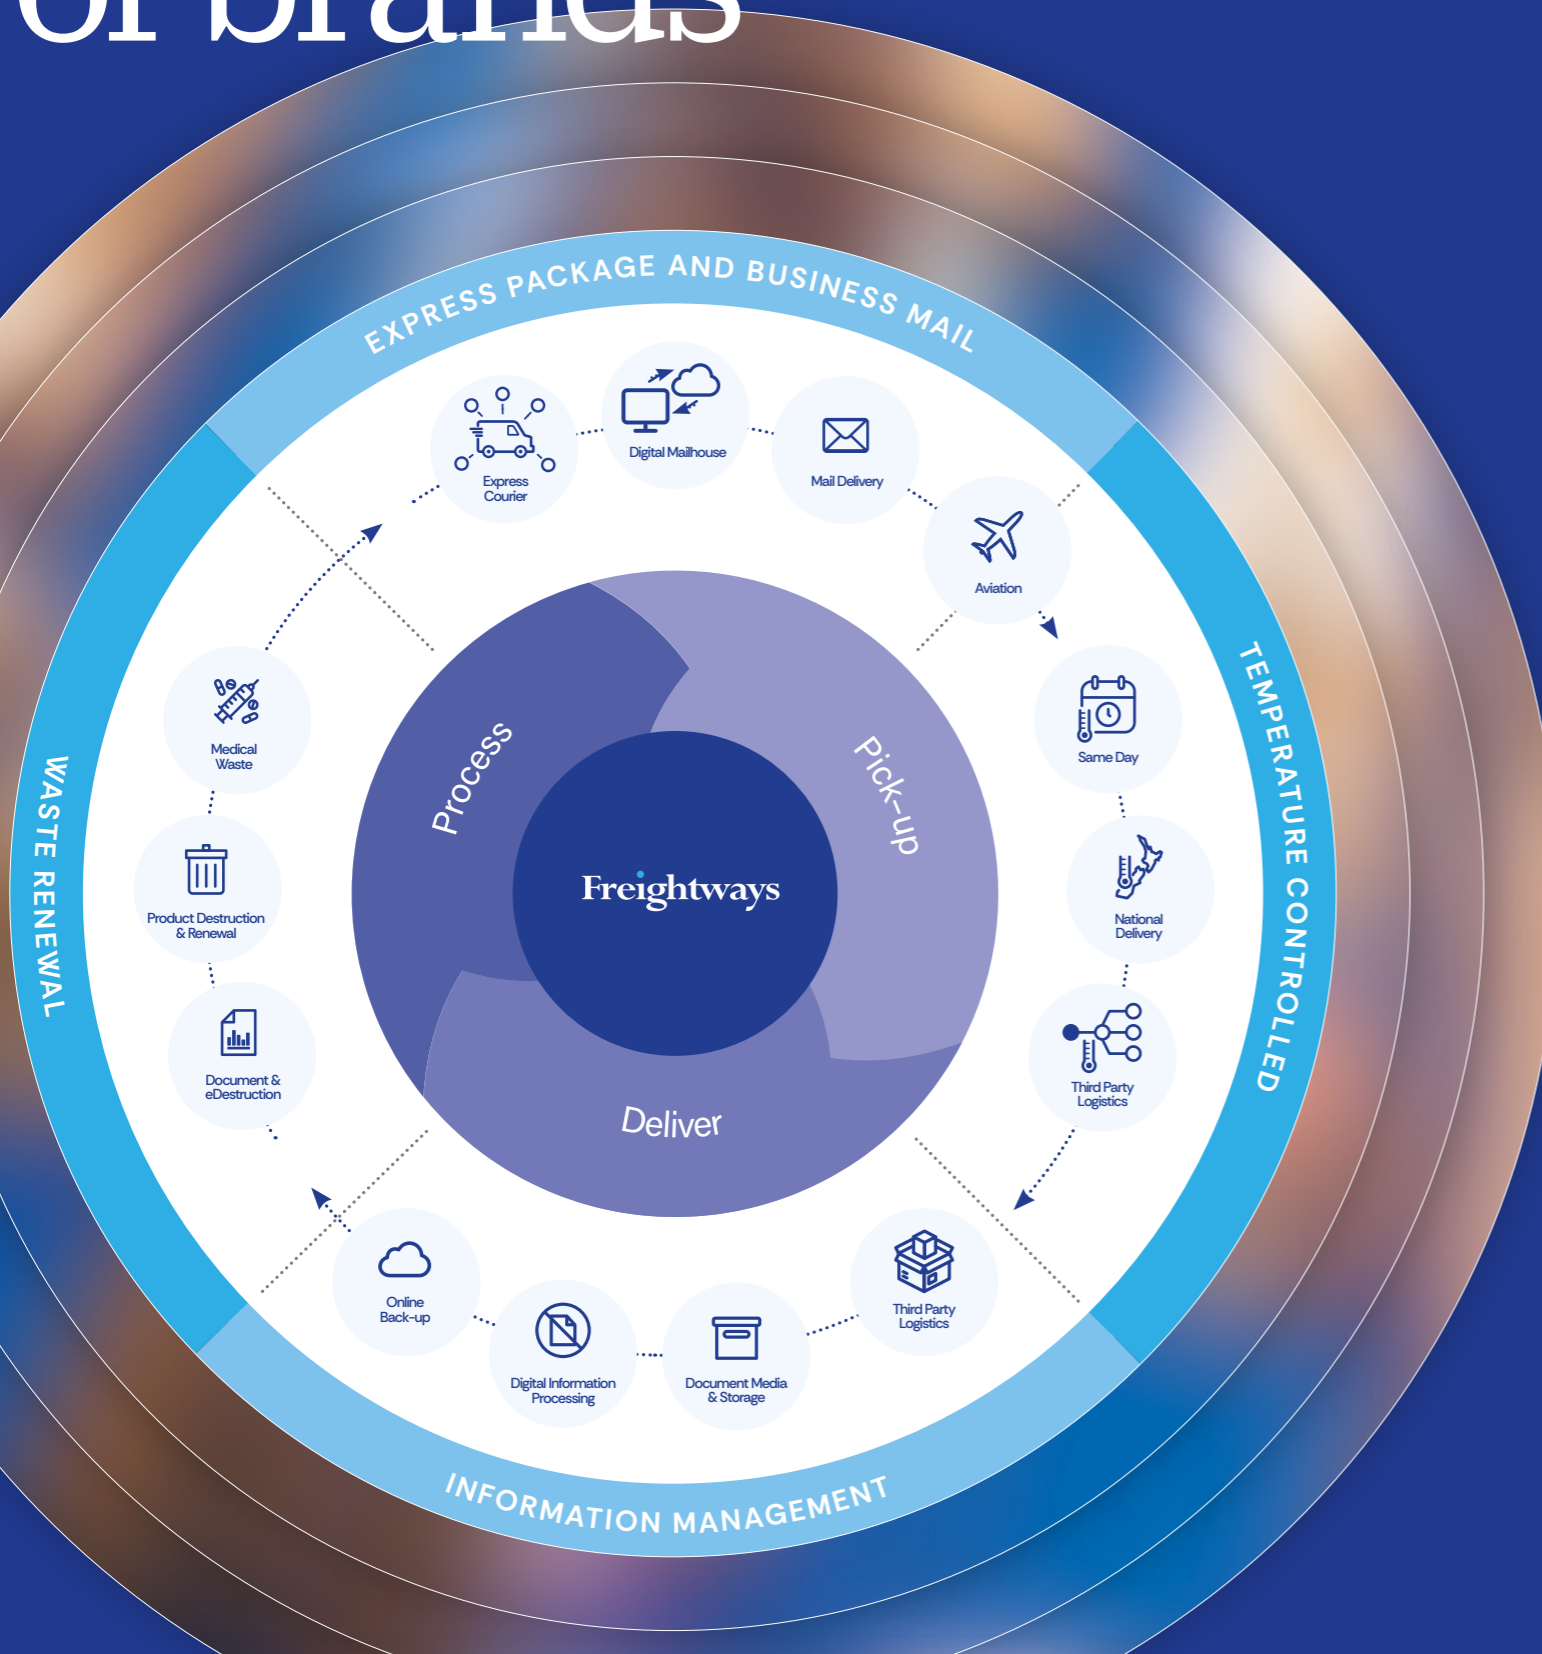 of brands
EXPRESS PACKAGE AND BUSINESS MAIL
Express
Courier
Digital Mailhouse
Mail Delivery
Aviation
TEMPERATURE CONTROLLED
Same Day
National
Delivery
Third Party
Logistics
INFORMATION MANAGEMENT
Third Party
Logistics
Document Media
& Storage
Digital Information
Processing
Online
Back-up
WASTE RENEWAL
Document &
eDestruction
Product Destruction
& Renewal
Medical
Waste
Process
Pick-up
Deliver
Freightways